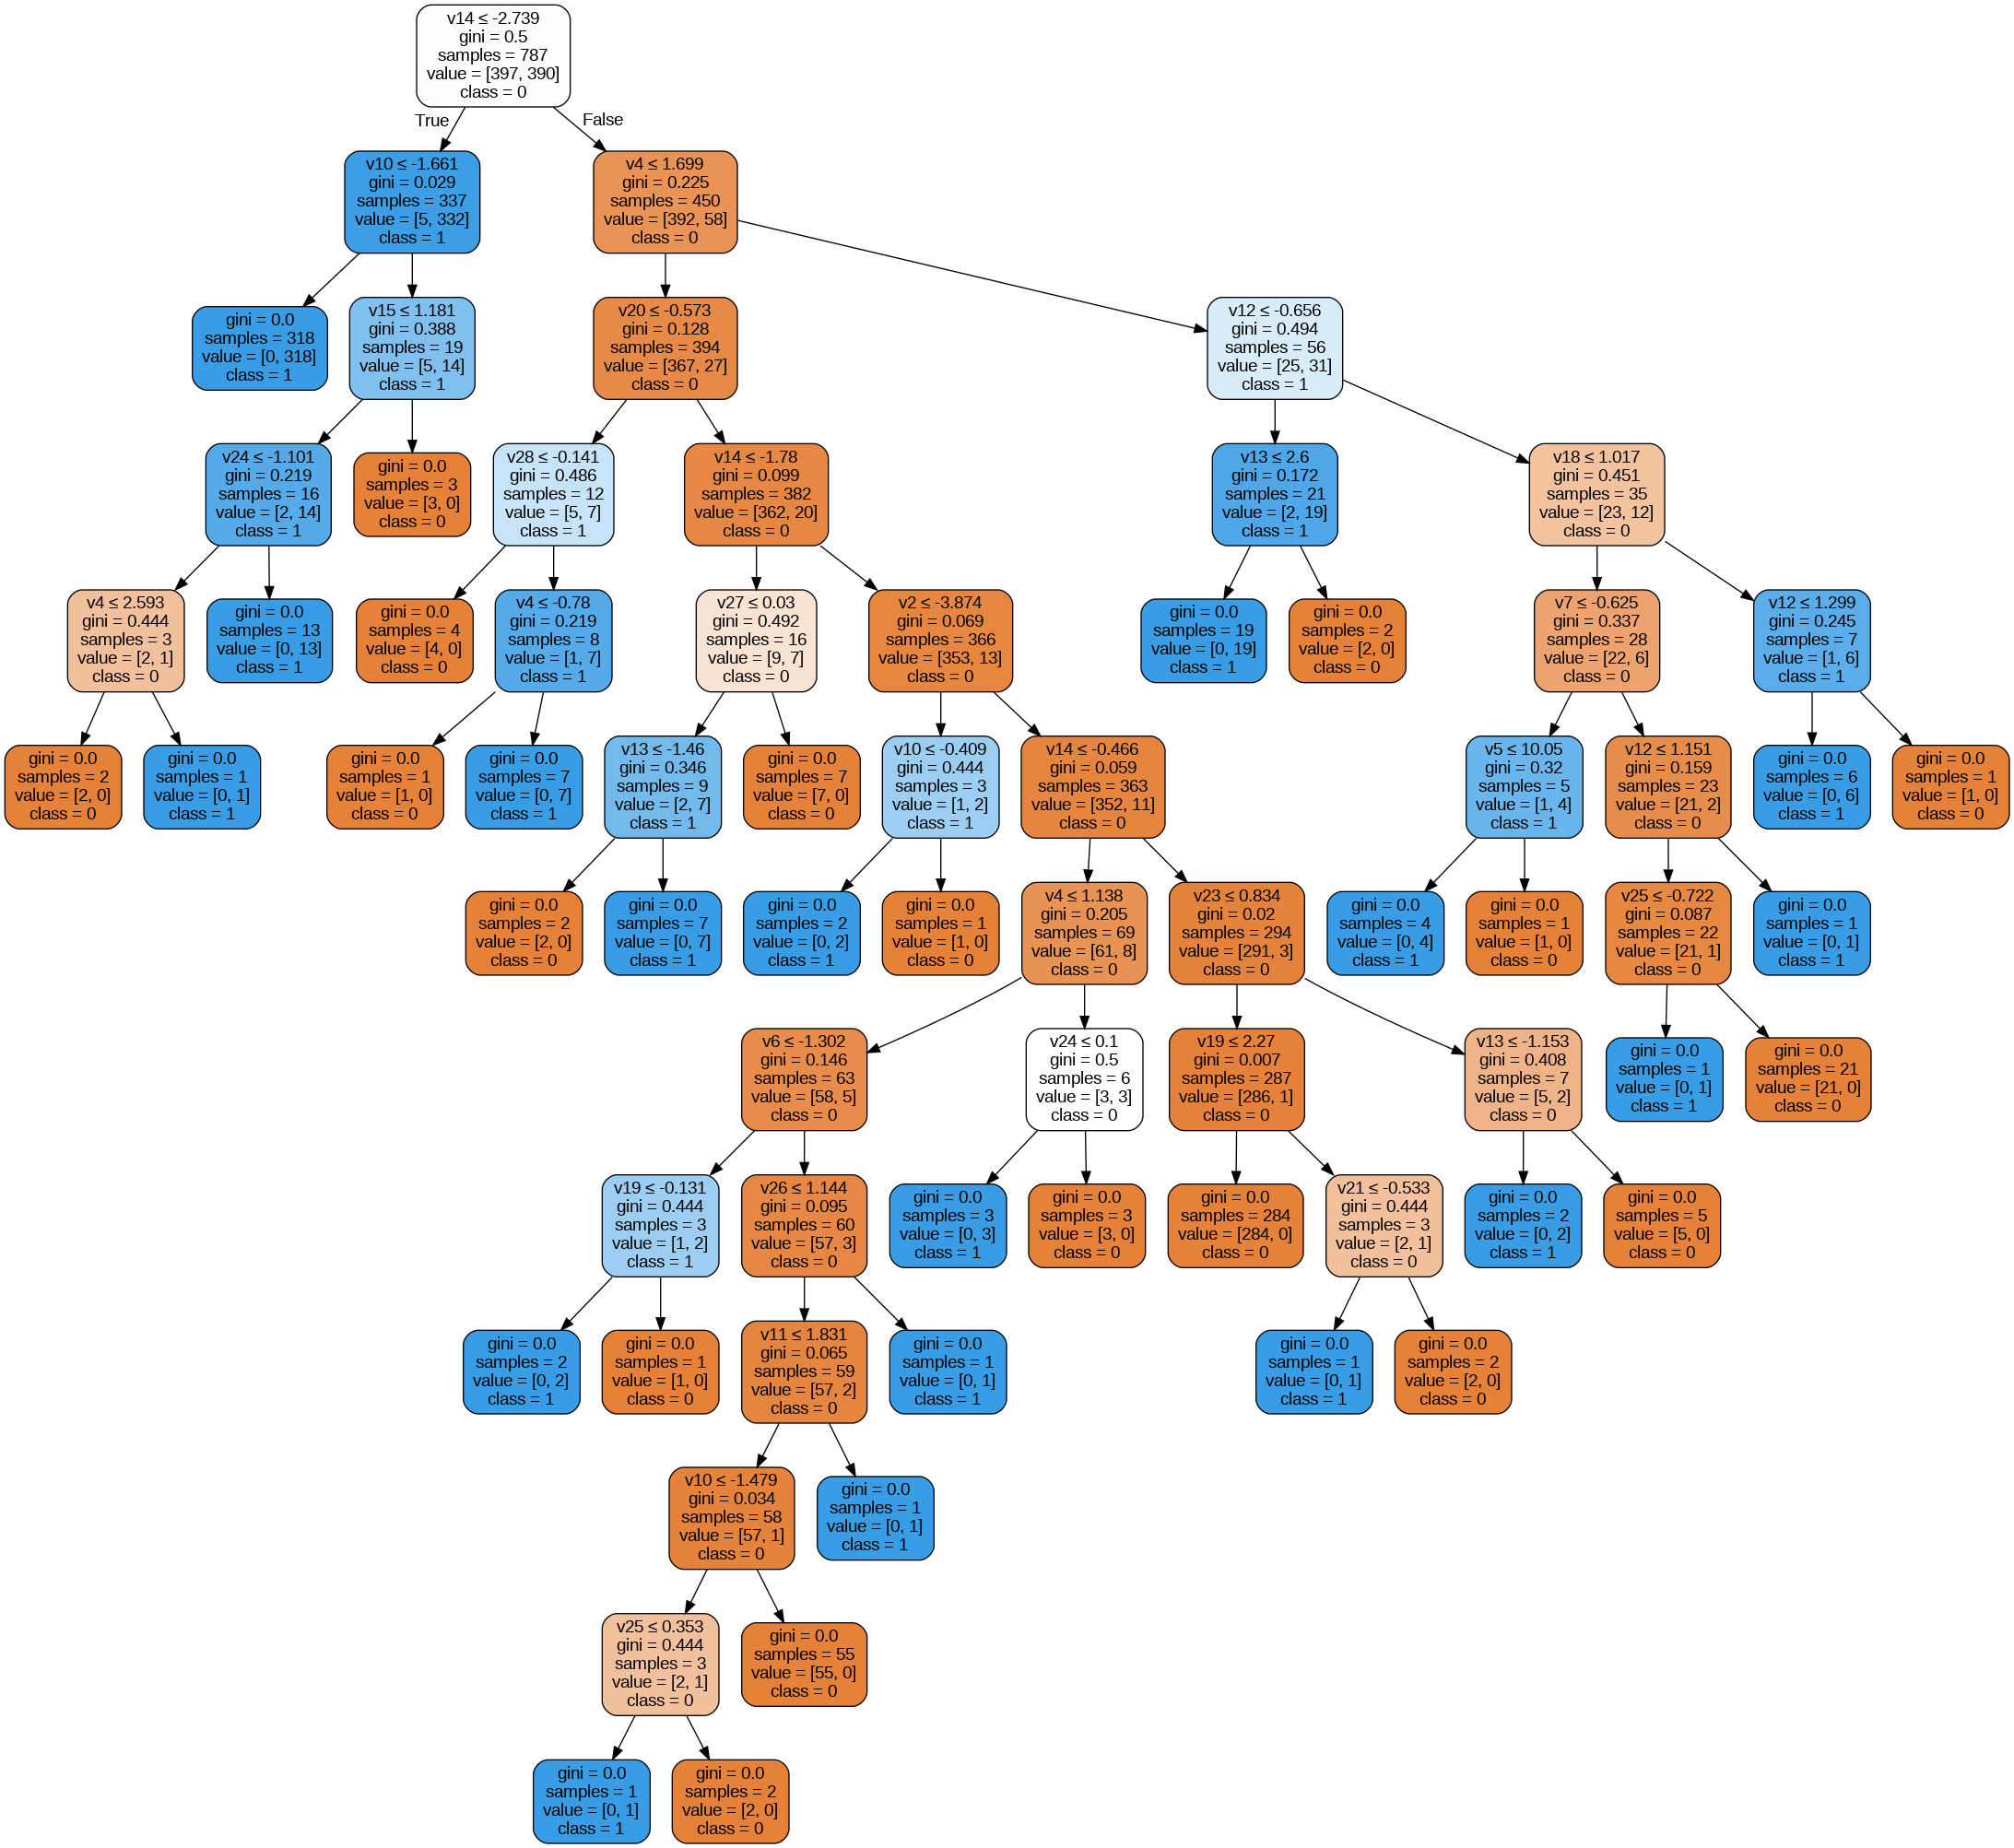 v14 ≤ -2.739
gini = 0.5
samples = 787
value = [397, 390]
class = 0
True
False
v10 ≤ -1.661
gini = 0.029
samples = 337
value = [5, 332]
class = 1
v4 ≤ 1.699
gini = 0.225
samples = 450
value = [392, 58]
class = 0
gini = 0.0
samples = 318
value = [0, 318]
class = 1
v15 ≤ 1.181
gini = 0.388
samples = 19
value = [5, 14]
class = 1
v20 ≤ -0.573
gini = 0.128
samples = 394
value = [367, 27]
class = 0
v12 ≤ -0.656
gini = 0.494
samples = 56
value = [25, 31]
class = 1
v24 ≤ -1.101
gini = 0.219
samples = 16
value = [2, 14]
class = 1
gini = 0.0
samples = 3
value = [3, 0]
class = 0
v28 ≤ -0.141
gini = 0.486
samples = 12
value = [5, 7]
class = 1
v14 ≤ -1.78
gini = 0.099
samples = 382
value = [362, 20]
class = 0
v13 ≤ 2.6
gini = 0.172
samples = 21
value = [2, 19]
class = 1
v18 ≤ 1.017
gini = 0.451
samples = 35
value = [23, 12]
class = 0
v4 ≤ 2.593
gini = 0.444
samples = 3
value = [2, 1]
class = 0
gini = 0.0
samples = 13
value = [0, 13]
class = 1
gini = 0.0
samples = 4
value = [4, 0]
class = 0
v4 ≤ -0.78
gini = 0.219
samples = 8
value = [1, 7]
class = 1
v27 ≤ 0.03
gini = 0.492
samples = 16
value = [9, 7]
class = 0
v2 ≤ -3.874
gini = 0.069
samples = 366
value = [353, 13]
class = 0
gini = 0.0
samples = 19
value = [0, 19]
class = 1
gini = 0.0
samples = 2
value = [2, 0]
class = 0
v7 ≤ -0.625
gini = 0.337
samples = 28
value = [22, 6]
class = 0
v12 ≤ 1.299
gini = 0.245
samples = 7
value = [1, 6]
class = 1
gini = 0.0
samples = 2
value = [2, 0]
class = 0
gini = 0.0
samples = 1
value = [0, 1]
class = 1
gini = 0.0
samples = 1
value = [1, 0]
class = 0
gini = 0.0
samples = 7
value = [0, 7]
class = 1
v13 ≤ -1.46
gini = 0.346
samples = 9
value = [2, 7]
class = 1
gini = 0.0
samples = 7
value = [7, 0]
class = 0
v10 ≤ -0.409
gini = 0.444
samples = 3
value = [1, 2]
class = 1
v14 ≤ -0.466
gini = 0.059
samples = 363
value = [352, 11]
class = 0
v5 ≤ 10.05
gini = 0.32
samples = 5
value = [1, 4]
class = 1
v12 ≤ 1.151
gini = 0.159
samples = 23
value = [21, 2]
class = 0
gini = 0.0
samples = 6
value = [0, 6]
class = 1
gini = 0.0
samples = 1
value = [1, 0]
class = 0
gini = 0.0
samples = 2
value = [2, 0]
class = 0
gini = 0.0
samples = 7
value = [0, 7]
class = 1
gini = 0.0
samples = 2
value = [0, 2]
class = 1
gini = 0.0
samples = 1
value = [1, 0]
class = 0
v4 ≤ 1.138
gini = 0.205
samples = 69
value = [61, 8]
class = 0
v23 ≤ 0.834
gini = 0.02
samples = 294
value = [291, 3]
class = 0
gini = 0.0
samples = 4
value = [0, 4]
class = 1
gini = 0.0
samples = 1
value = [1, 0]
class = 0
v25 ≤ -0.722
gini = 0.087
samples = 22
value = [21, 1]
class = 0
gini = 0.0
samples = 1
value = [0, 1]
class = 1
v6 ≤ -1.302
gini = 0.146
samples = 63
value = [58, 5]
class = 0
v24 ≤ 0.1
gini = 0.5
samples = 6
value = [3, 3]
class = 0
v19 ≤ 2.27
gini = 0.007
samples = 287
value = [286, 1]
class = 0
v13 ≤ -1.153
gini = 0.408
samples = 7
value = [5, 2]
class = 0
gini = 0.0
samples = 1
value = [0, 1]
class = 1
gini = 0.0
samples = 21
value = [21, 0]
class = 0
v19 ≤ -0.131
gini = 0.444
samples = 3
value = [1, 2]
class = 1
v26 ≤ 1.144
gini = 0.095
samples = 60
value = [57, 3]
class = 0
gini = 0.0
samples = 3
value = [0, 3]
class = 1
gini = 0.0
samples = 3
value = [3, 0]
class = 0
gini = 0.0
samples = 284
value = [284, 0]
class = 0
v21 ≤ -0.533
gini = 0.444
samples = 3
value = [2, 1]
class = 0
gini = 0.0
samples = 2
value = [0, 2]
class = 1
gini = 0.0
samples = 5
value = [5, 0]
class = 0
gini = 0.0
samples = 2
value = [0, 2]
class = 1
gini = 0.0
samples = 1
value = [1, 0]
class = 0
v11 ≤ 1.831
gini = 0.065
samples = 59
value = [57, 2]
class = 0
gini = 0.0
samples = 1
value = [0, 1]
class = 1
gini = 0.0
samples = 1
value = [0, 1]
class = 1
gini = 0.0
samples = 2
value = [2, 0]
class = 0
v10 ≤ -1.479
gini = 0.034
samples = 58
value = [57, 1]
class = 0
gini = 0.0
samples = 1
value = [0, 1]
class = 1
v25 ≤ 0.353
gini = 0.444
samples = 3
value = [2, 1]
class = 0
gini = 0.0
samples = 55
value = [55, 0]
class = 0
gini = 0.0
samples = 1
value = [0, 1]
class = 1
gini = 0.0
samples = 2
value = [2, 0]
class = 0